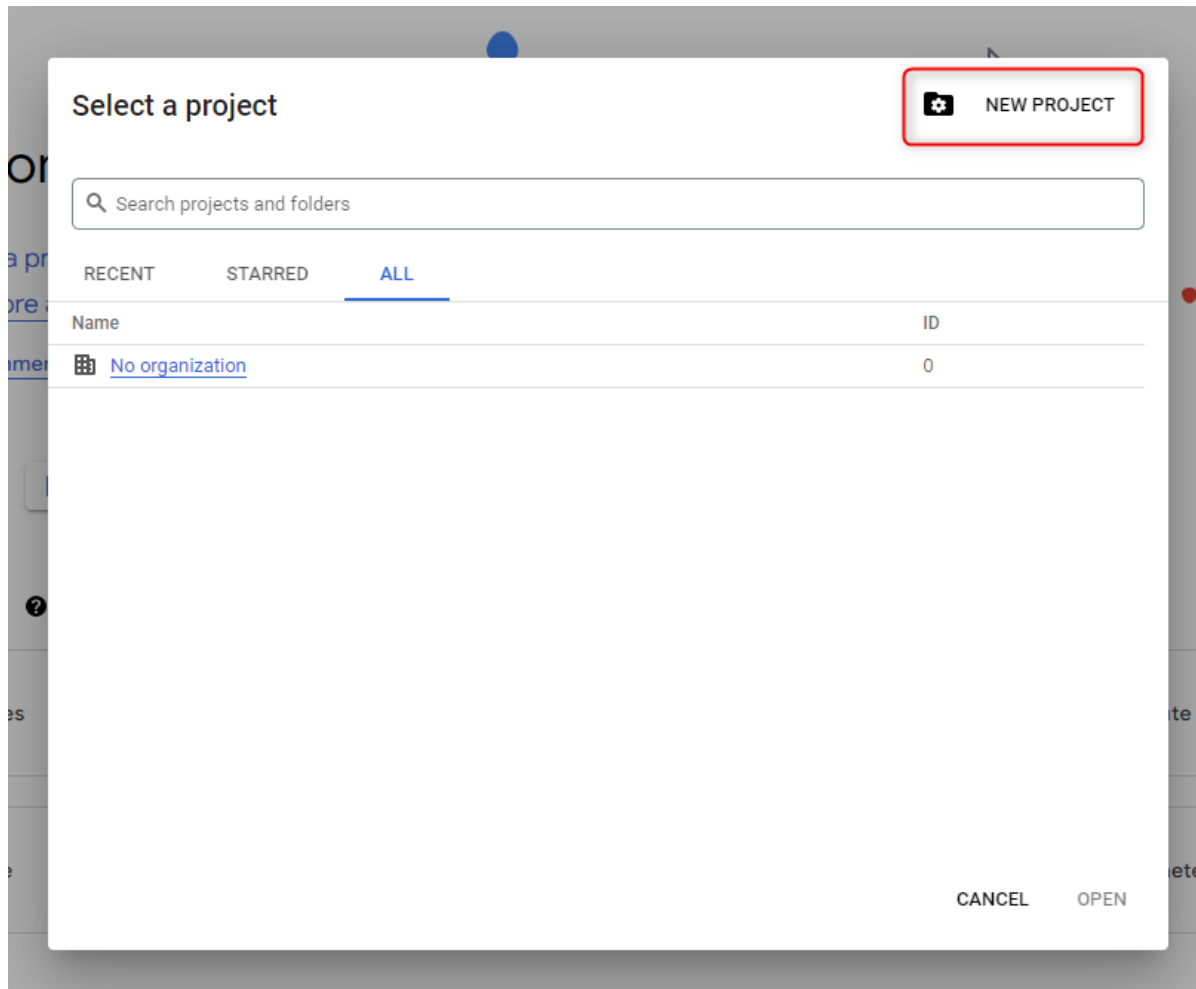 Select a project
NEW PROJECT
Search projects and folders
RECENT STARRED ALL
Name ID
No organization 0
CANCEL OPEN